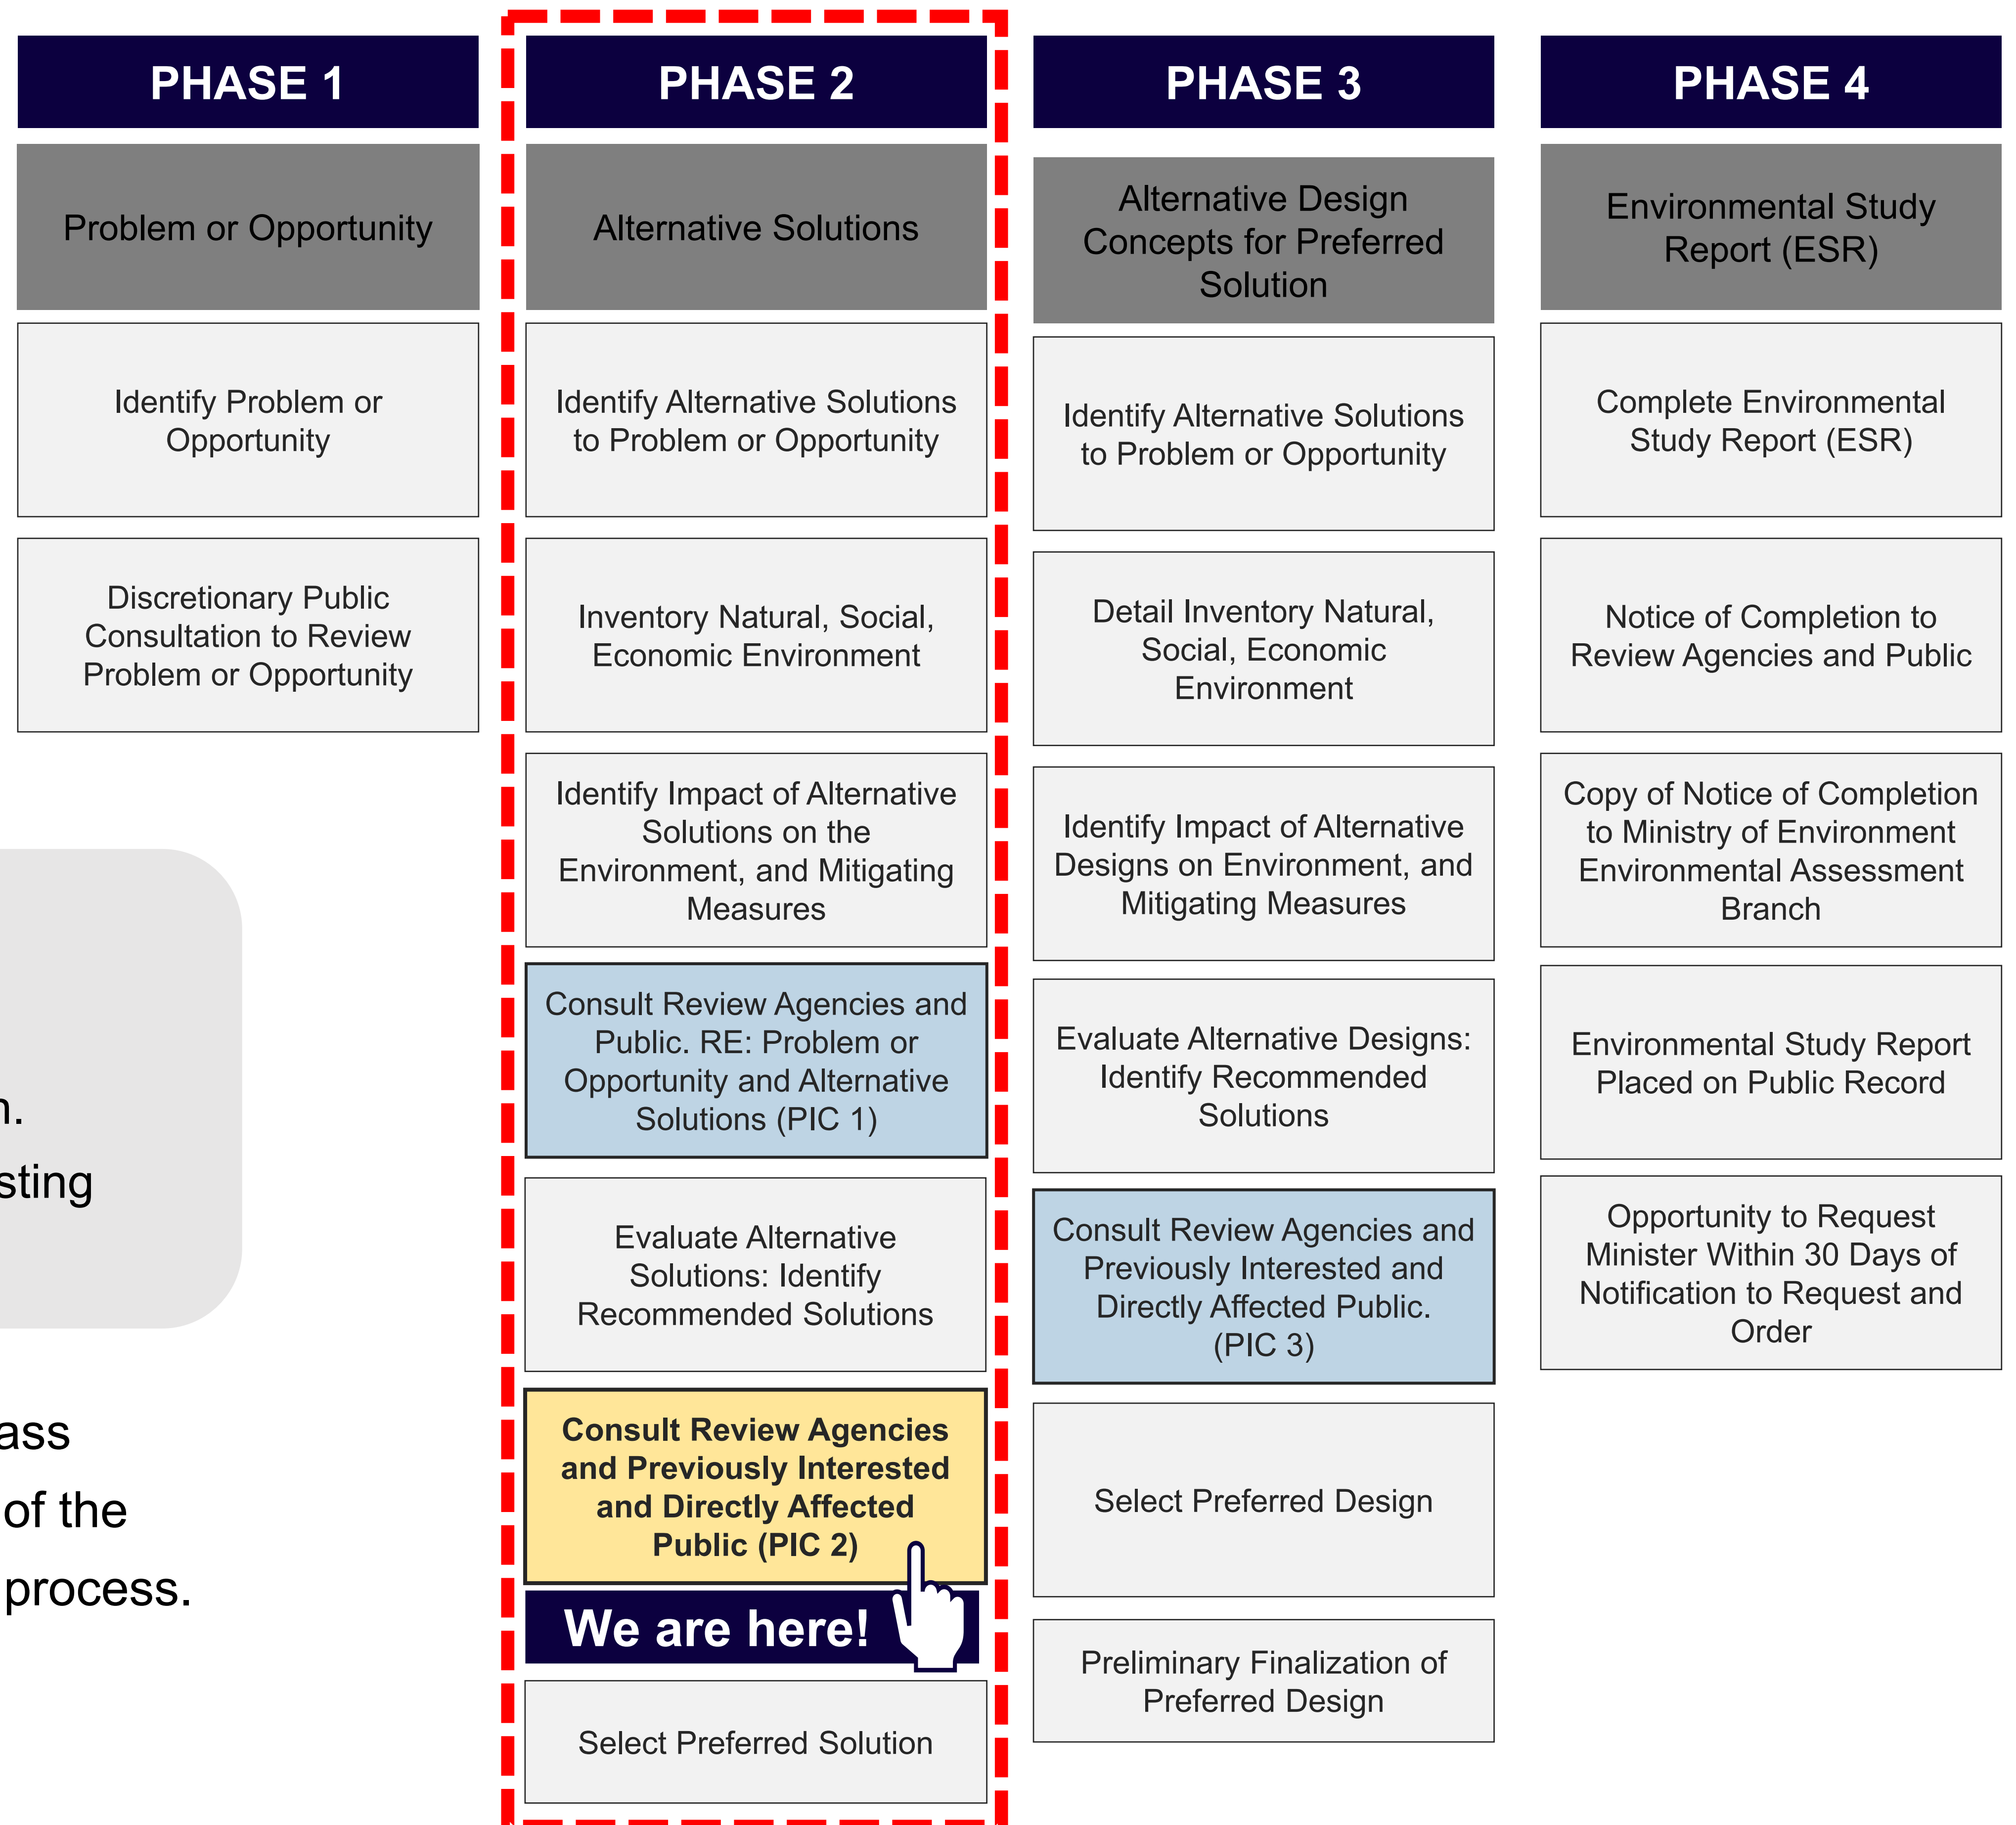 PHASE 1
Problem or Opportunity
Identify Problem or
Opportunity
Discretionary Public
Consultation to Review
Problem or Opportunity
of the
process.
PHASE 2
Alternative Solutions
Identify Alternative Solutions
to Problem or Opportunity
Inventory Natural, Social,
Economic Environment
Identify Impact of Alternative
Solutions on the
Environment, and Mitigating
Measures
Consult Review Agencies and
Public. RE: Problem or
Opportunity and Alternative
Solutions (PIC 1)
Evaluate Alternative
Solutions: Identify
Recommended Solutions
Consult Review Agencies
and Previously Interested
and Directly Affected
Public (PIC 2)
We are here!
Select Preferred Solution
PHASE 3
Alternative Design
Concepts for Preferred
Solution
Identify Alternative Solutions
to Problem or Opportunity
Detail Inventory Natural,
Social, Economic
Environment
Identify Impact of Alternative
Designs on Environment, and
Mitigating Measures
Evaluate Alternative Designs:
Identify Recommended
Solutions
Consult Review Agencies and
Previously Interested and
Directly Affected Public.
(PIC 3)
Select Preferred Design
Preliminary Finalization of
Preferred Design
PHASE 4
Environmental Study
Report (ESR)
Complete Environmental
Study Report (ESR)
Notice of Completion to
Review Agencies and Public
Copy of Notice of Completion
to Ministry of Environment
Environmental Assessment
Branch
Environmental Study Report
Placed on Public Record
Opportunity to Request
Minister Within 30 Days of
Notification to Request and
Order